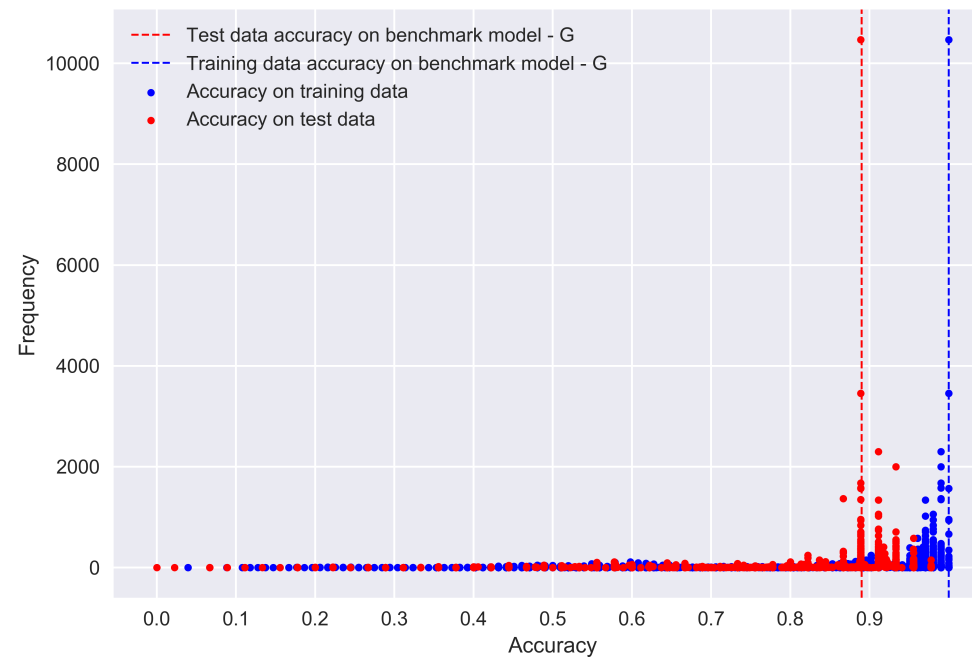 Test data accuracy on benchmark model - G
Training data accuracy on benchmark model - G
Accuracy on training data
Accuracy on test data
10000
8000
6000
4000
2000
0
Frequency
0.0 0.1 0.2 0.3 0.4 0.5 0.6 0.7 0.8 0.9
Accuracy